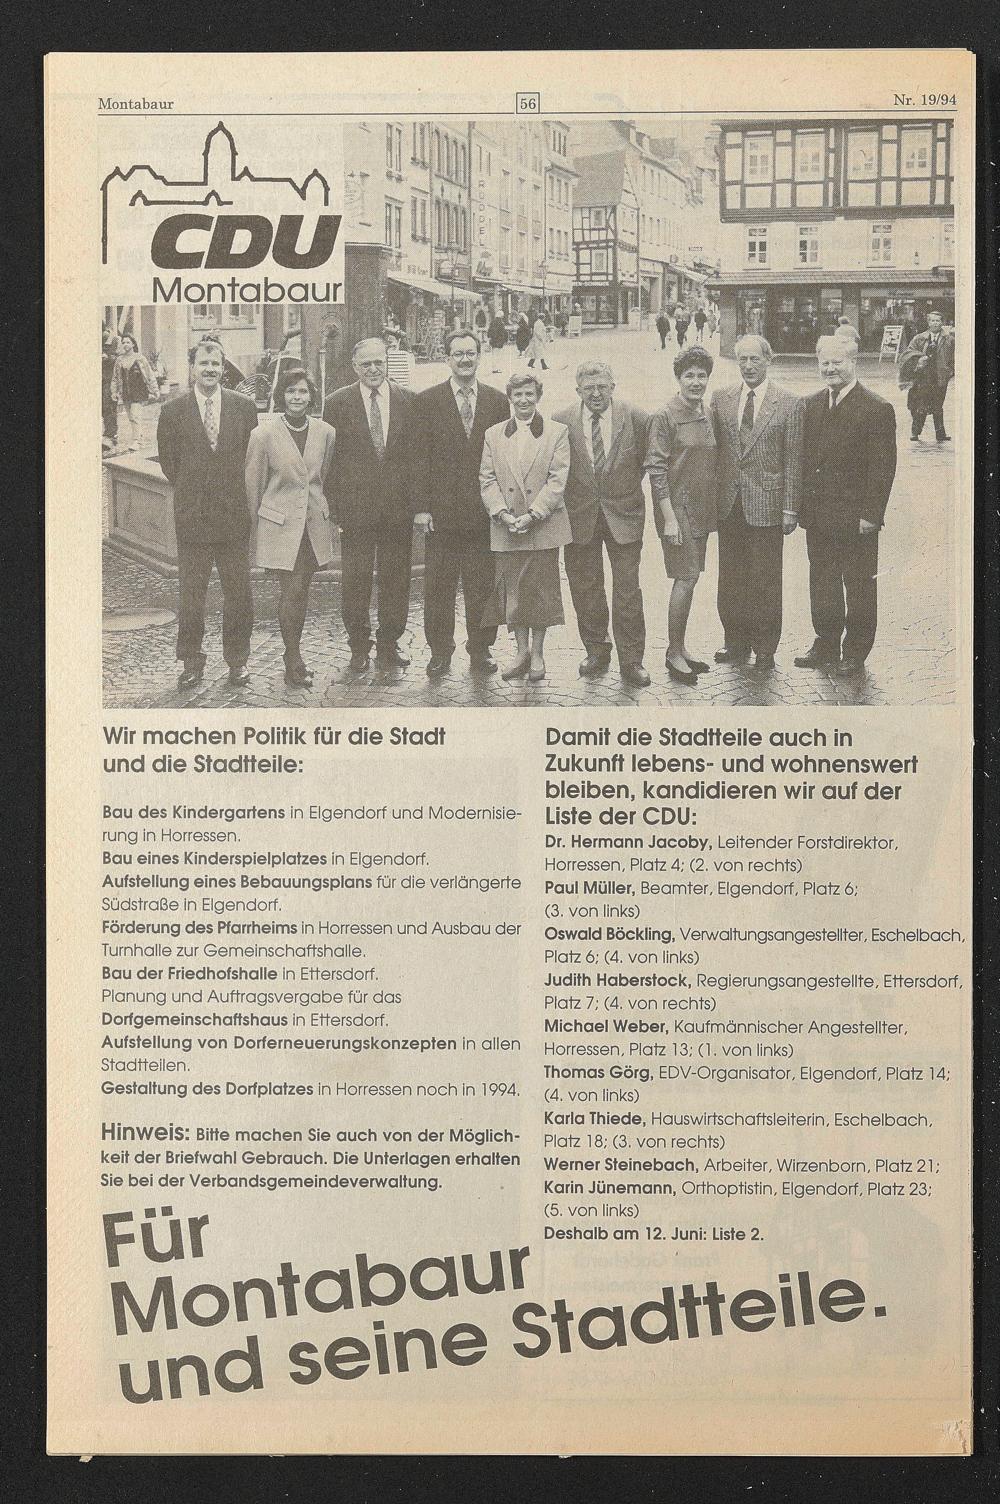 Montabaur
56
Nr. 19/94
CDU
Montabaur
Wir machen Politik für die Stadt
und die Stadtteile:
Bau des Kindergartens in Elgendorf und Modernisie-
rung in Horressen.
Bau eines Kinderspielplatzes in Elgendorf.
Aufstellung eines Bebauungsplans für die verlängerte
Südstraße in Elgendorf.
Förderung des Pfarrheims in Horressen und Ausbau der
Turnhalle zur Gemeinschaftshalle.
Bau der Friedhofshalle in Ettersdorf.
Planung und Auftragsvergabe für das
Dorfgemeinschaftshaus in Ettersdorf.
Aufstellung von Dorferneuerungskonzepten in allen
Stadtteilen.
Gestaltung des Dorfplatzes in Horressen noch in 1994.
Hinweis: Bitte machen Sie auch von der Möglich-
keit der Briefwahl Gebrauch. Die Unterlagen erhalten
Sie bei der Verbandsgemeindeverwaltung.
Damit die Stadtteile auch in
Zukunft lebens- und wohnenswert
bleiben, kandidieren wir auf der
Liste der CDU:
Dr. Hermann Jacoby, Leitender Forstdirektor,
Horressen, Platz 4; (2. von rechts)
Paul Müller, Beamter, Elgendorf, Platz 6;
(3. von links)
Oswald Böckling, Verwaltungsangestellter, Eschelbach,
Platz 6; (4. von links)
Judith Haberstock, Regierungsangestellte, Ettersdorf,
Platz 7; (4. von rechts)
Michael Weber, Kaufmännischer Angestellter,
Horressen, Platz 13; (1. von links)
Thomas Görg, EDV-Organisator, Elgendorf, Platz 14;
(4. von links)
Karla Thiede, Hauswirtschaftsleiterin, Eschelbach,
Platz 18; (3. von rechts)
Werner Steinebach, Arbeiter, Wirzenborn, Platz 21;
Karin Jünemann, Orthoptistin, Elgendorf, Platz 23;
(5. von links)
Deshalb am 12. Juni: Liste 2.
Für
Montabaur
und seine Stadtteile.